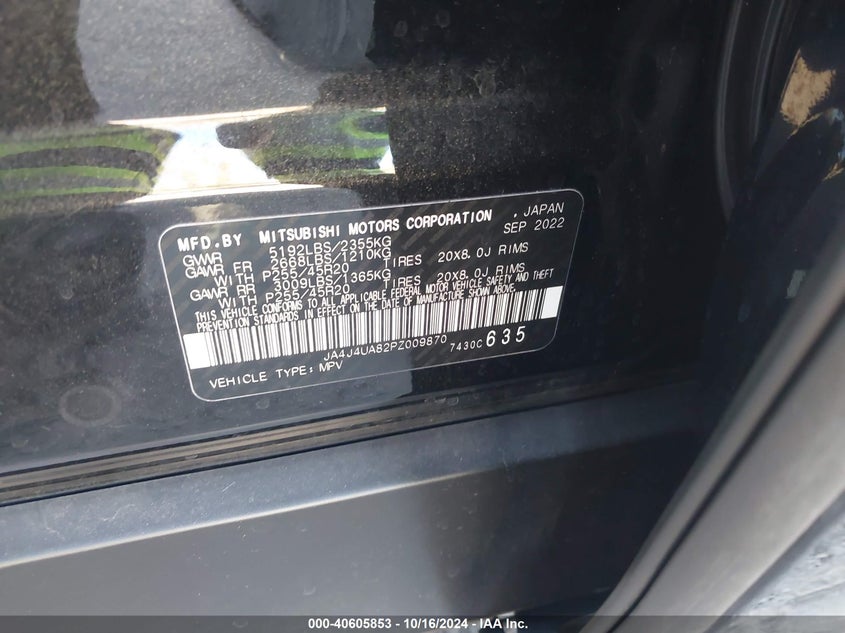 MFD.BY MITSUBISHI MOTORS CORPORATION . JAPAN
SEP 2022
GVWR 5192LBS/2355KG
GAWR FR 2668LBS/1210KG
WITH P255/45R20 TIRES 20X8.0J RIMS
GAWR RR 3009LBS/1365KG
WITH P255/45R20 TIRES 20X8.0J RIMS
THIS VEHICLE CONFORMS TO ALL APPLICABLE FEDERAL MOTOR VEHICLE SAFETY AND THEFT
PREVENTION STANDARDS IN EFFECT ON THE DATE OF MANUFACTURE SHOWN ABOVE.
JA4J4UA82PZ009870 7430C 635
VEHICLE TYPE: MPV
000-40605853 - 10/16/2024 - IAA Inc.